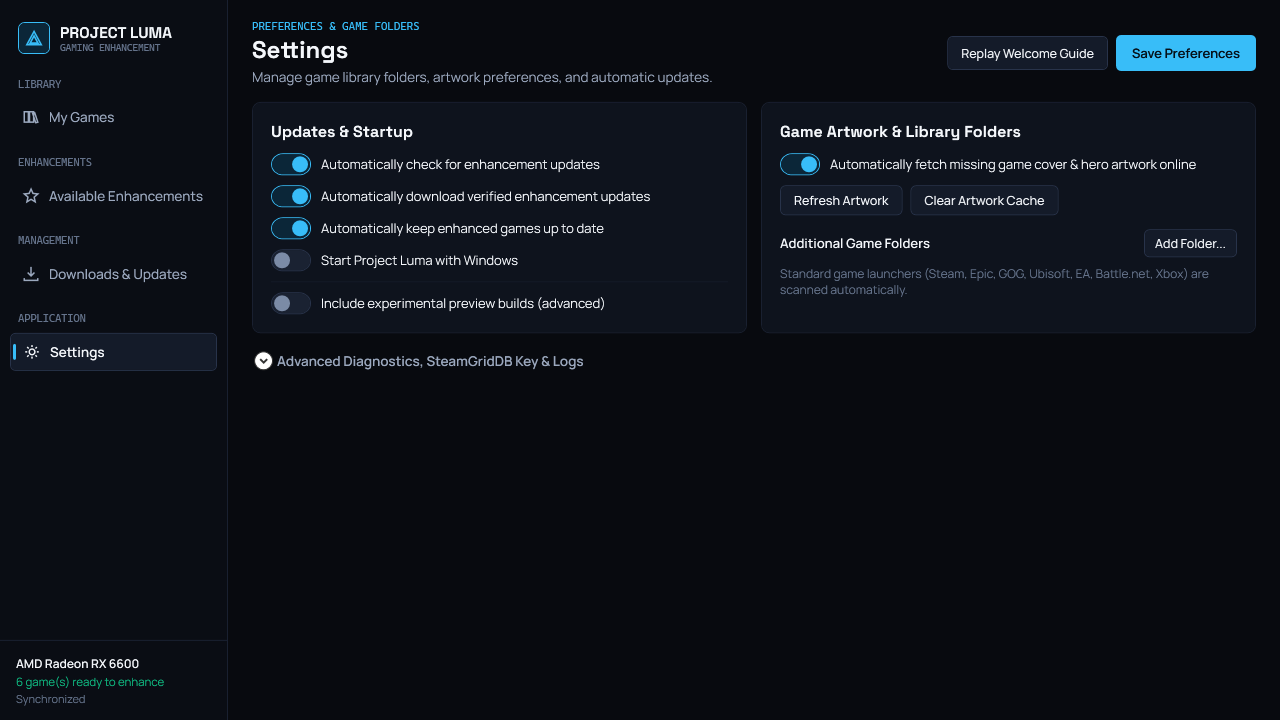 PROJECT LUMA
GAMING ENHANCEMENT
LIBRARY
My Games
ENHANCEMENTS
Available Enhancements
MANAGEMENT
Downloads & Updates
APPLICATION
Settings
AMD Radeon RX 6600
6 game(s) ready to enhance
Synchronized
PREFERENCES & GAME FOLDERS
Settings
Manage game library folders, artwork preferences, and automatic updates.
Replay Welcome Guide
Save Preferences
Updates & Startup
Automatically check for enhancement updates
Automatically download verified enhancement updates
Automatically keep enhanced games up to date
Start Project Luma with Windows
Include experimental preview builds (advanced)
Game Artwork & Library Folders
Automatically fetch missing game cover & hero artwork online
Refresh Artwork
Clear Artwork Cache
Additional Game Folders
Add Folder...
Standard game launchers (Steam, Epic, GOG, Ubisoft, EA, Battle.net, Xbox) are
scanned automatically.
Advanced Diagnostics, SteamGridDB Key & Logs